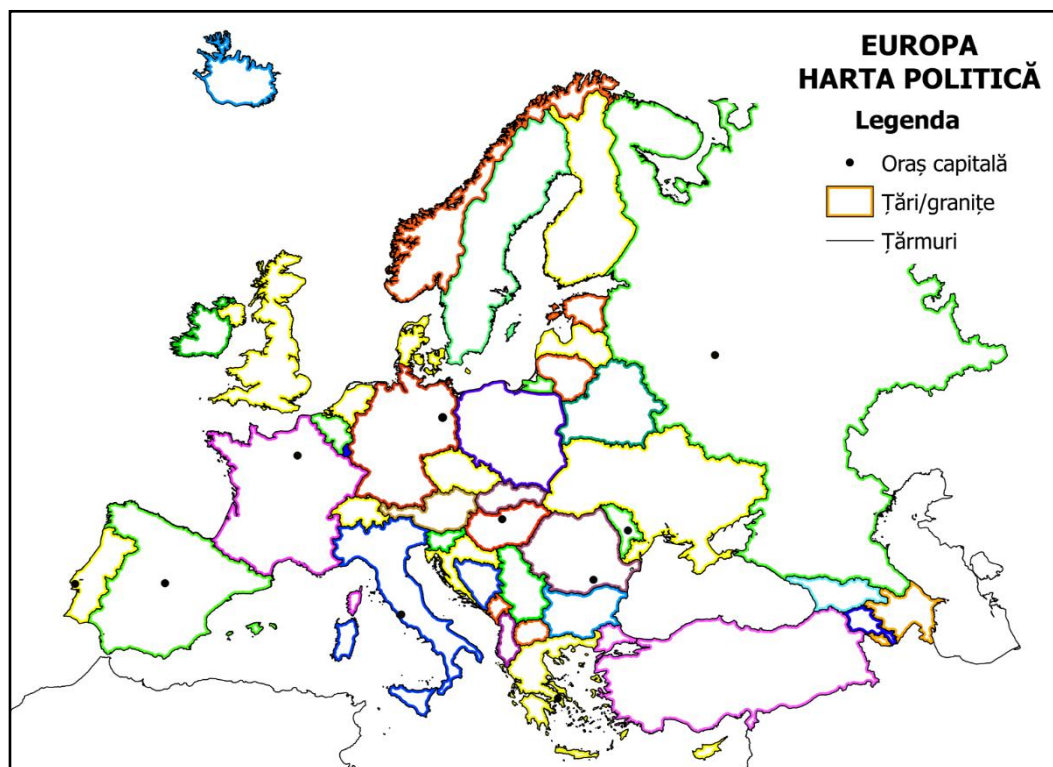 EUROPA
HARTA POLITICĂ
Legenda
Oraș capitală
Țări/granițe
Țărmuri